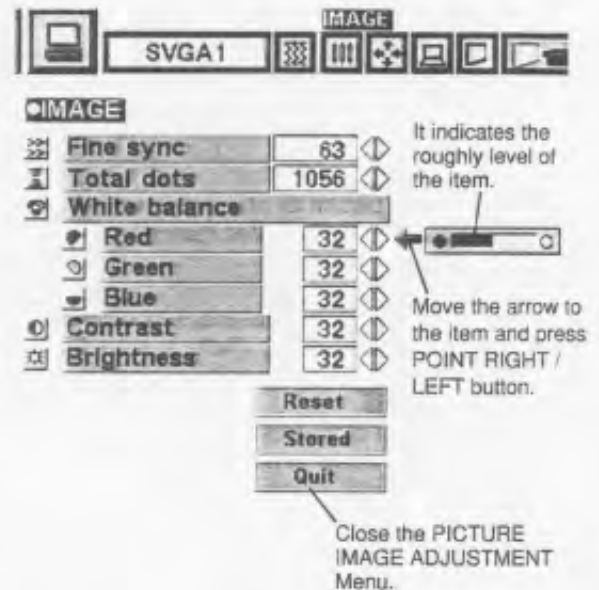 IMAGE
SVGA1
IMAGE
Fine sync 63
Total dots 1056
White balance
Red 32
Green 32
Blue 32
Contrast 32
Brightness 32
It indicates the
roughly level of
the item.
Move the arrow to
the item and press
POINT RIGHT /
LEFT button.
Reset
Stored
Quit
Close the PICTURE
IMAGE ADJUSTMENT
Menu.